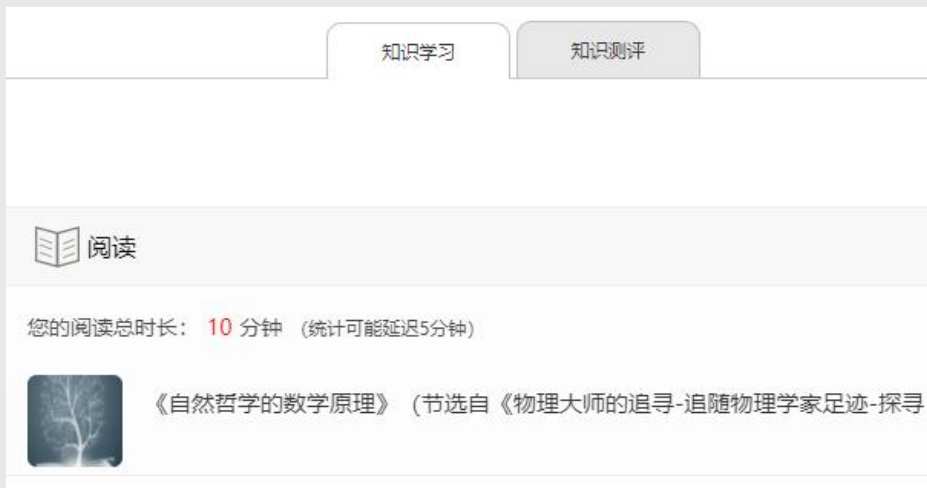 知识学习 知识测评
阅读
您的阅读总时长： 10 分钟 （统计可能延迟5分钟）
《自然哲学的数学原理》（节选自《物理大师的追寻-追随物理学家足迹-探寻